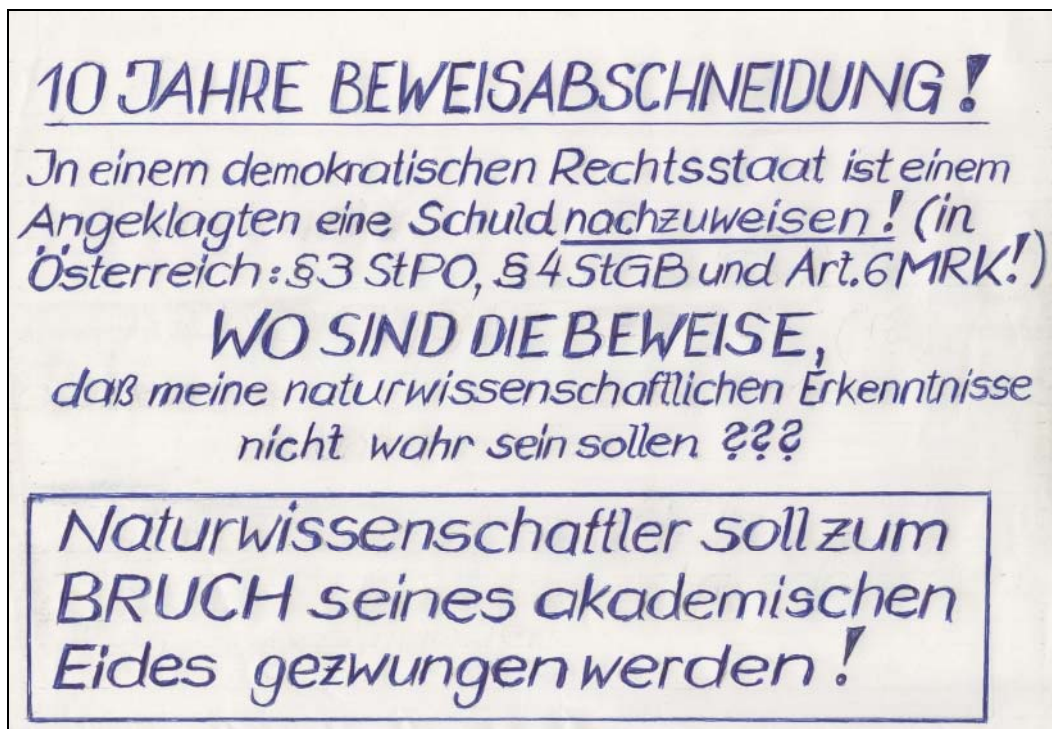 10 JAHRE BEWEISABSCHNEIDUNG!
In einem demokratischen Rechtsstaat ist einem
Angeklagten eine Schuld nachzuweisen! (in
Österreich: §3 StPO, §4 StGB und Art. 6 MRK!)
WO SIND DIE BEWEISE,
daß meine naturwissenschaftlichen Erkenntnisse
nicht wahr sein sollen ???
Naturwissenschaftler soll zum
BRUCH seines akademischen
Eides gezwungen werden!